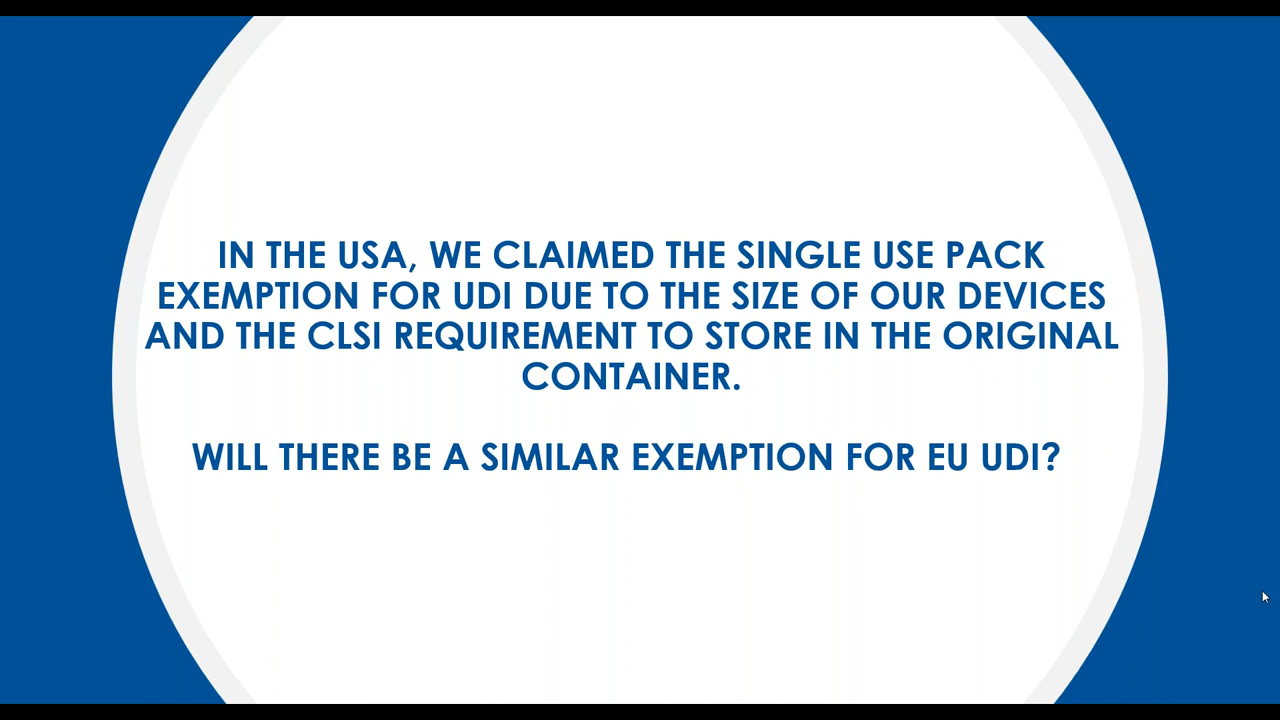 IN THE USA, WE CLAIMED THE SINGLE USE PACK
EXEMPTION FOR UDI DUE TO THE SIZE OF OUR DEVICES
AND THE CLSI REQUIREMENT TO STORE IN THE ORIGINAL
CONTAINER.
WILL THERE BE A SIMILAR EXEMPTION FOR EU UDI?